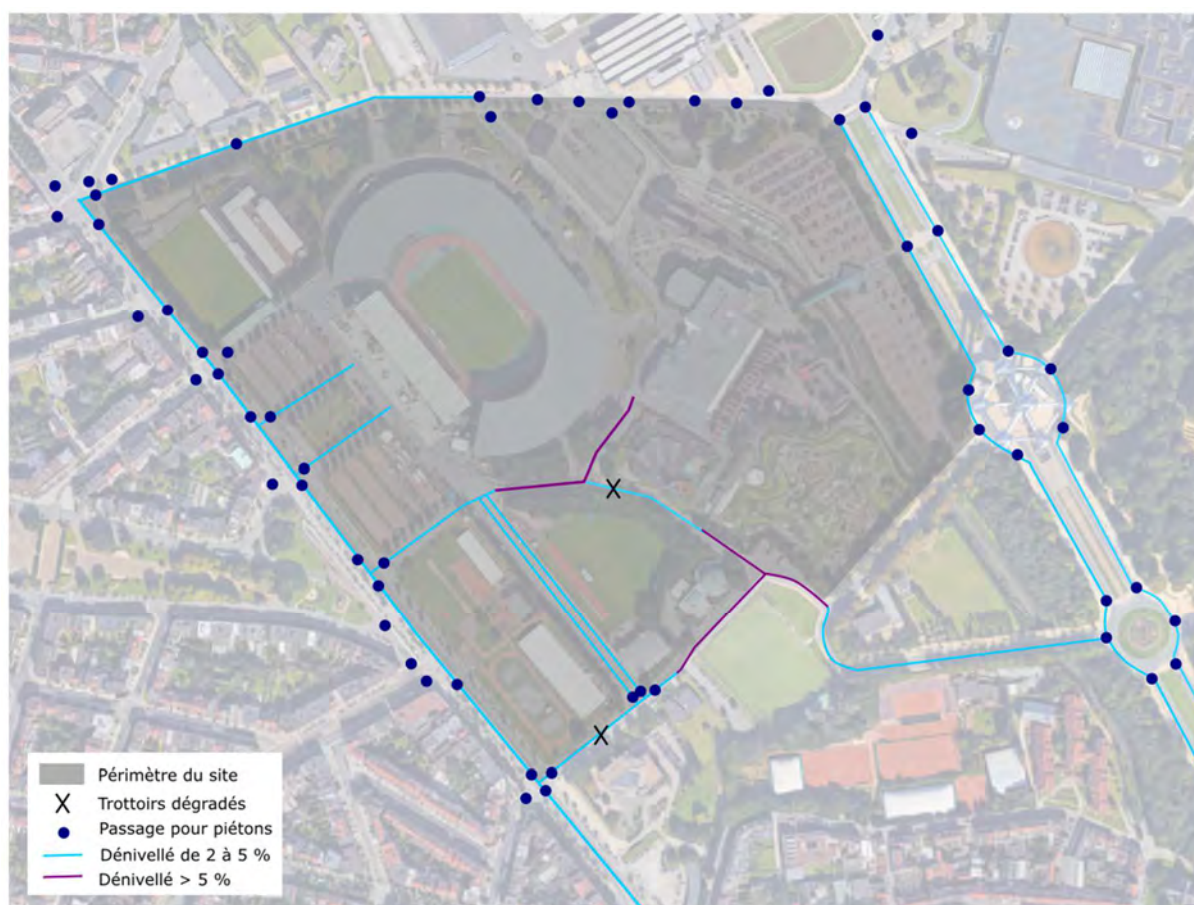 Périmètre du site
Trottoirs dégradés
Passage pour piétons
Dénivellé de 2 à 5 %
Dénivellé > 5 %